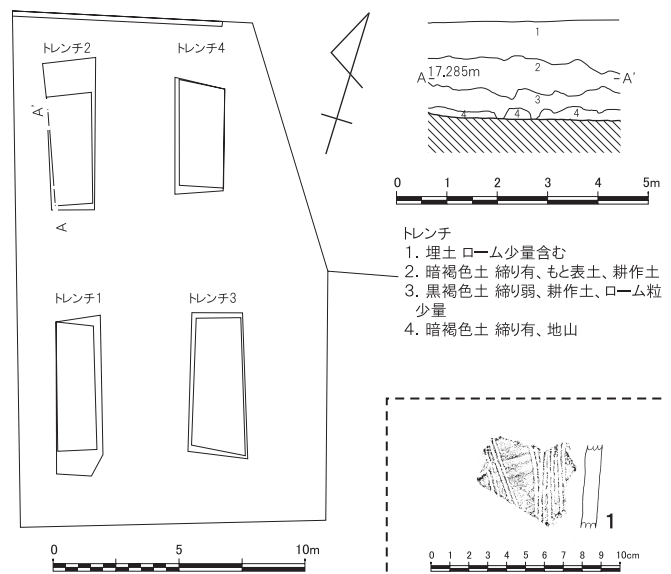 トレンチ2
トレンチ4
A'
A
トレンチ1
トレンチ3
0 5 10m
1
2
A 17.285m A'
3
4 4 4
0 1 2 3 4 5m
トレンチ
1. 埋土 ローム少量含む
2. 暗褐色土 締り有、もと表土、耕作土
3. 黒褐色土 締り弱、耕作土、ローム粒
少量
4. 暗褐色土 締り有、地山
1
0 1 2 3 4 5 6 7 8 9 10cm